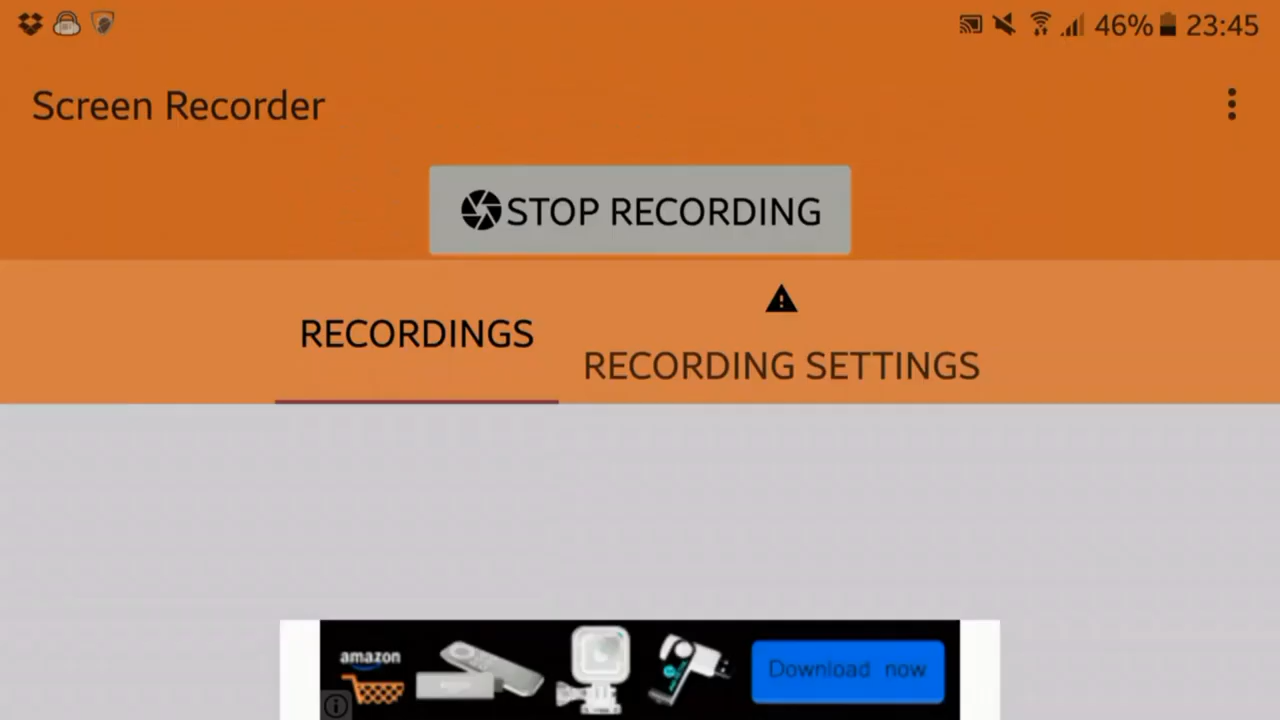 46% 23:45
Screen Recorder
STOP RECORDING
RECORDINGS
RECORDING SETTINGS
amazon
Download now